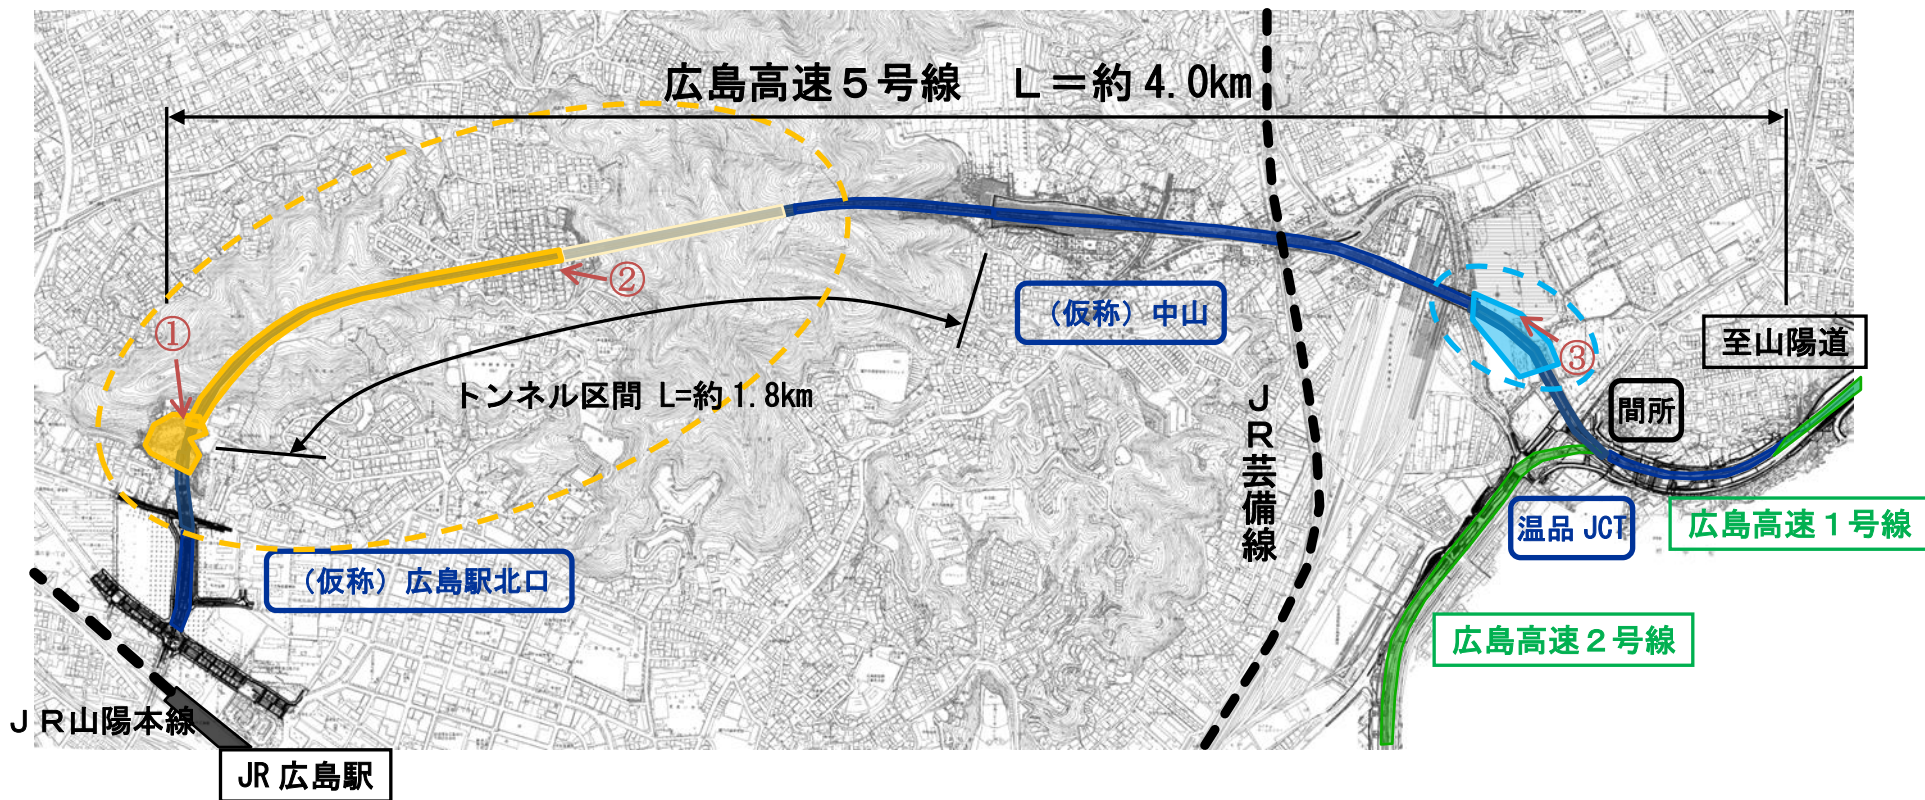 広島高速５号線　Ｌ＝約 4.0km
②
（仮称）中山
①
③
至山陽道
トンネル区間 L=約 1.8km
間所
ＪＲ芸備線
温品 JCT
広島高速１号線
（仮称）広島駅北口
広島高速２号線
ＪＲ山陽本線
JR 広島駅